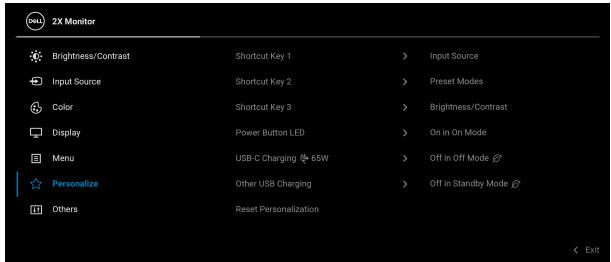 DELL 2X Monitor
Brightness/Contrast Shortcut Key 1 > Input Source
Input Source Shortcut Key 2 > Preset Modes
Color Shortcut Key 3 > Brightness/Contrast
Display Power Button LED > On in On Mode
Menu USB-C Charging 65W > Off in Off Mode
Personalize Other USB Charging > Off in Standby Mode
Others Reset Personalization
< Exit